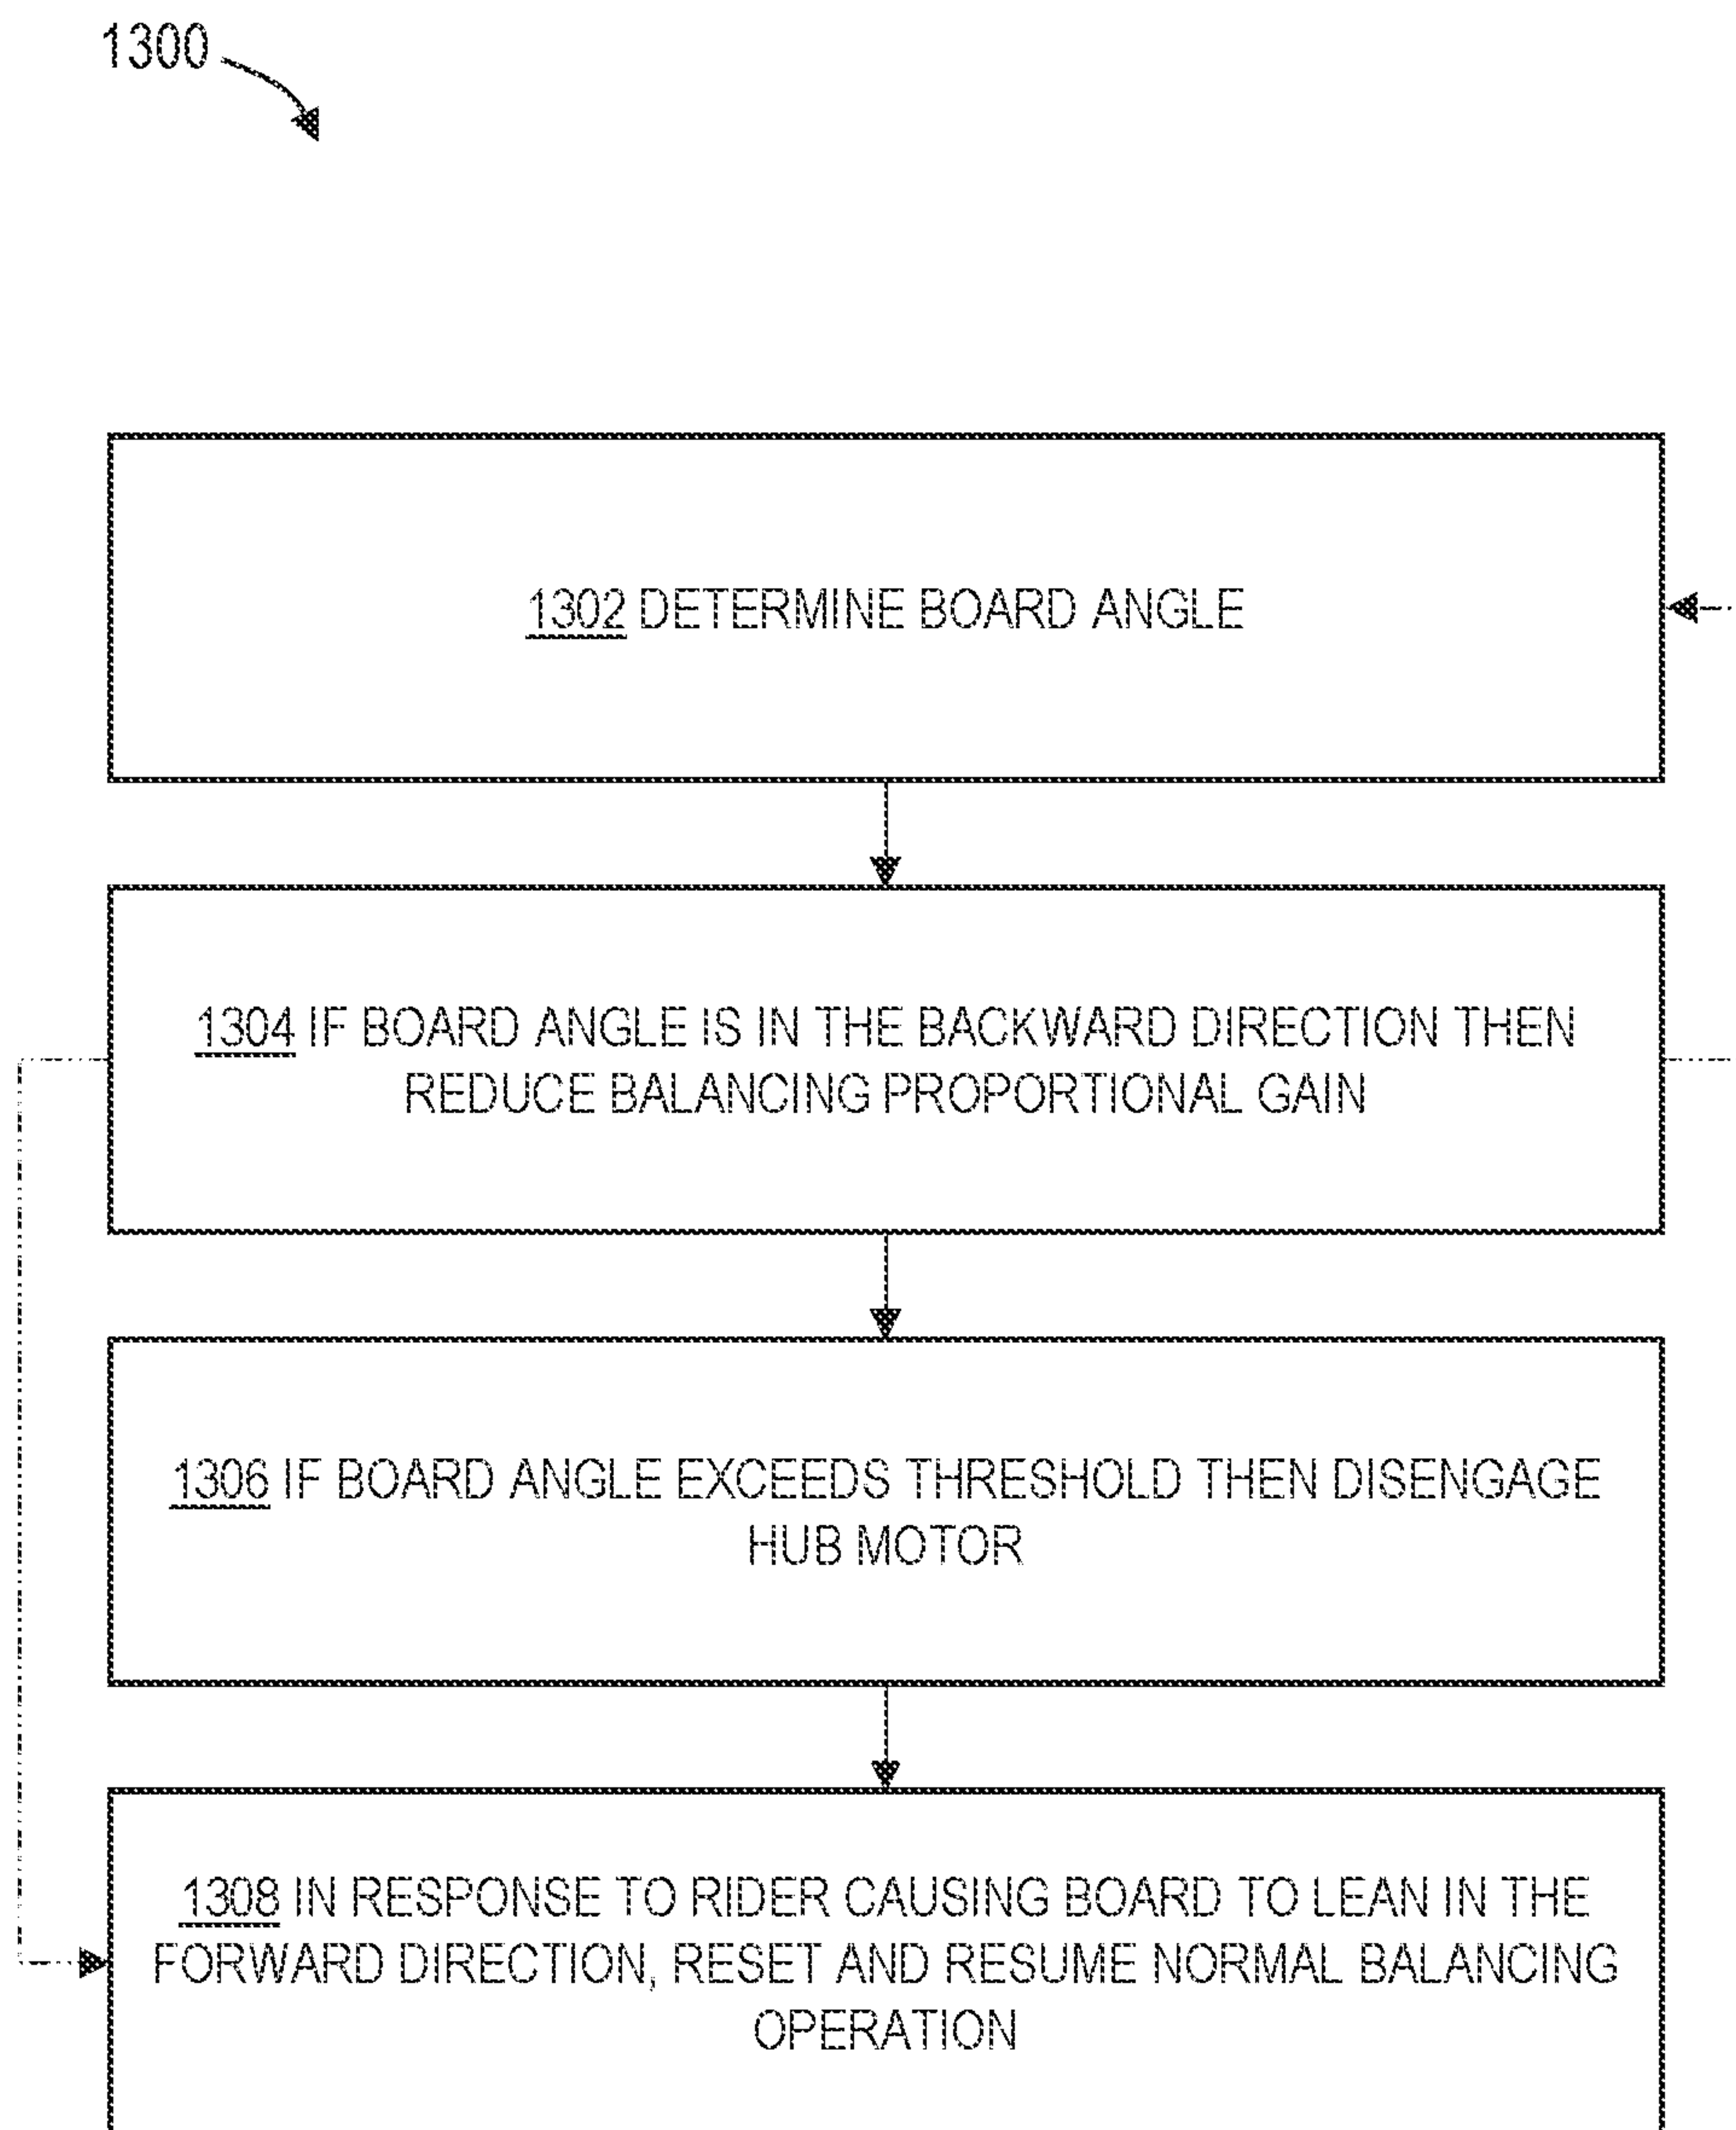 1300
1302 DETERMINE BOARD ANGLE
1304 IF BOARD ANGLE IS IN THE BACKWARD DIRECTION THEN
REDUCE BALANCING PROPORTIONAL GAIN
1306 IF BOARD ANGLE EXCEEDS THRESHOLD THEN DISENGAGE
HUB MOTOR
1308 IN RESPONSE TO RIDER CAUSING BOARD TO LEAN IN THE
FORWARD DIRECTION, RESET AND RESUME NORMAL BALANCING
OPERATION